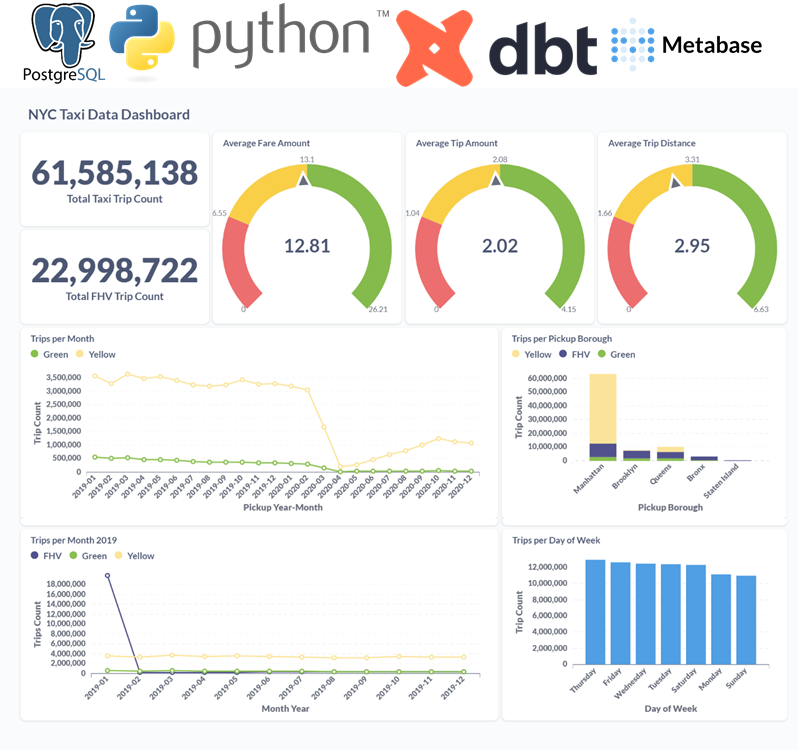 PostgreSQL
python
TM
dbt
Metabase
NYC Taxi Data Dashboard
61,585,138
Total Taxi Trip Count
22,998,722
Total FHV Trip Count
Average Fare Amount
13.1
6.55
12.81
0
26.21
Average Tip Amount
2.08
1.04
2.02
0
4.15
Average Trip Distance
3.31
1.66
2.95
0
6.63
Trips per Month
Green Yellow
Trip Count
3,500,000
3,000,000
2,500,000
2,000,000
1,500,000
1,000,000
500,000
0
2019-01 2019-02 2019-03 2019-04 2019-05 2019-06 2019-07 2019-08 2019-09 2019-10 2019-11 2019-12 2020-01 2020-02 2020-03 2020-04 2020-05 2020-06 2020-07 2020-08 2020-09 2020-10 2020-11 2020-12
Pickup Year-Month
Trips per Pickup Borough
Yellow FHV Green
Trip Count
60,000,000
50,000,000
40,000,000
30,000,000
20,000,000
10,000,000
0
Manhattan Brooklyn Queens Bronx Staten Island
Pickup Borough
Trips per Month 2019
FHV Green Yellow
Trips Count
18,000,000
16,000,000
14,000,000
12,000,000
10,000,000
8,000,000
6,000,000
4,000,000
2,000,000
0
2019-01 2019-02 2019-03 2019-04 2019-05 2019-06 2019-07 2019-08 2019-09 2019-10 2019-11 2019-12
Month Year
Trips per Day of Week
Trip Count
12,000,000
10,000,000
8,000,000
6,000,000
4,000,000
2,000,000
0
Thursday Friday Wednesday Tuesday Saturday Monday Sunday
Day of Week